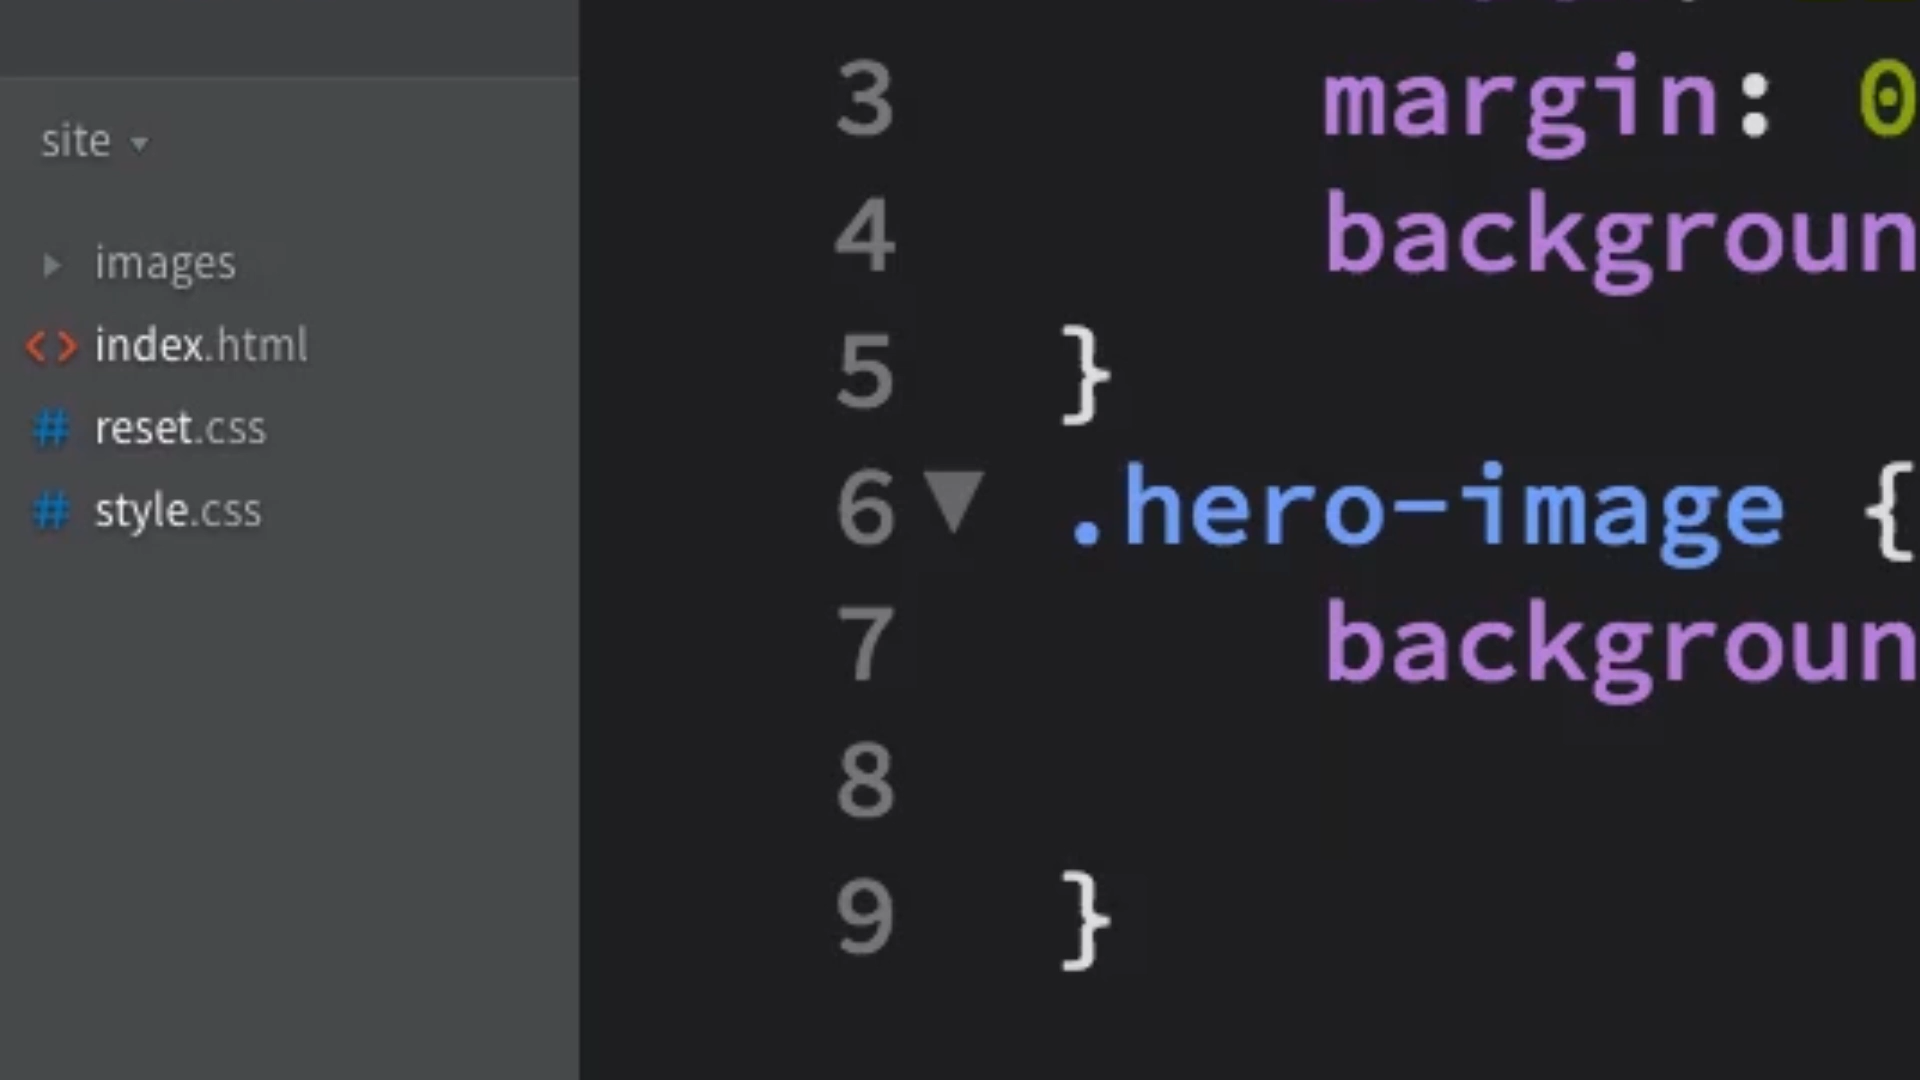 site
images
index.html
reset.css
style.css
3 margin: 0
4 backgroun
5 }
6 .hero-image {
7 backgroun
8
9 }